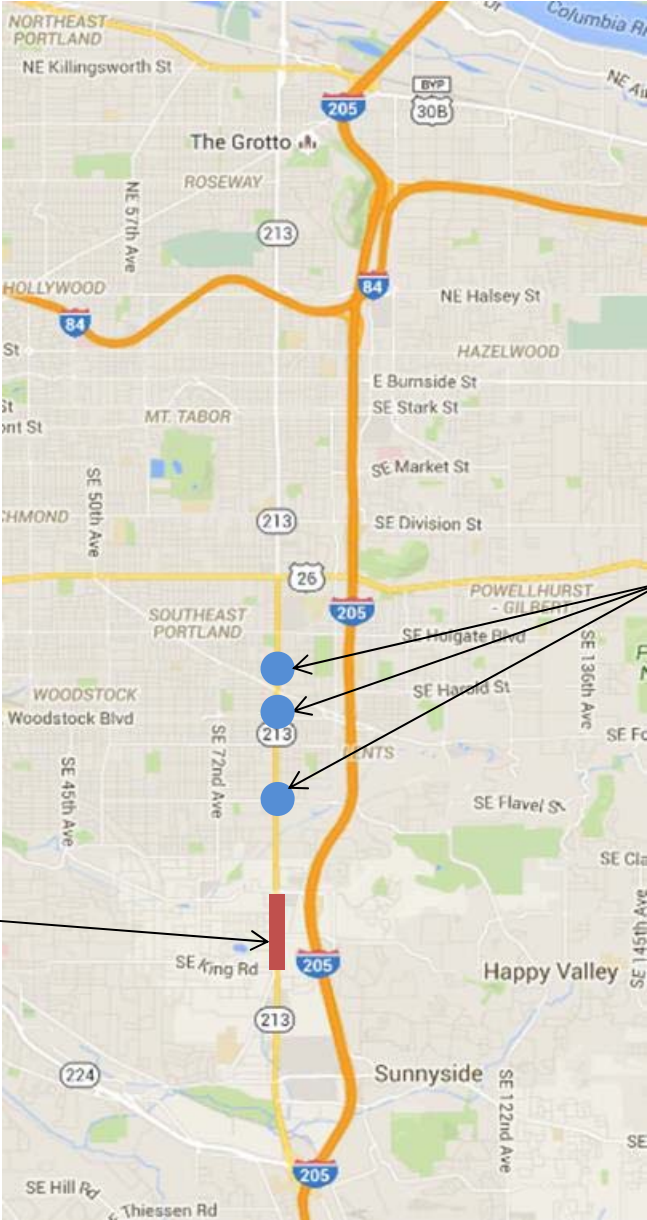 NORTHEAST
PORTLAND
Columbia
NE Killingsworth St
BYP
30B
205
The Grotto
ROSEWAY
NE 57th Ave
213
HOLLYWOOD
84
84
NE Halsey St
St
HAZELWOOD
E Burnside St
St
SE Stark St
ont St
MT. TABOR
SE Market St
SE 50th Ave
CHMOND
213
SE Division St
26
POWELLHURST
- GILBERT
205
SOUTHEAST
PORTLAND
SE Holgate Blvd
SE 136th Ave
WOODSTOCK
SE Harold St
Woodstock Blvd
213
SE 72nd Ave
LENTS
SE 45th Ave
SE Flavel St
SE Cla
SE 145th Ave
SE King Rd
205
Happy Valley
213
224
Sunnyside
SE 122nd Ave
SE
205
SE Hill Rd
Thiessen Rd